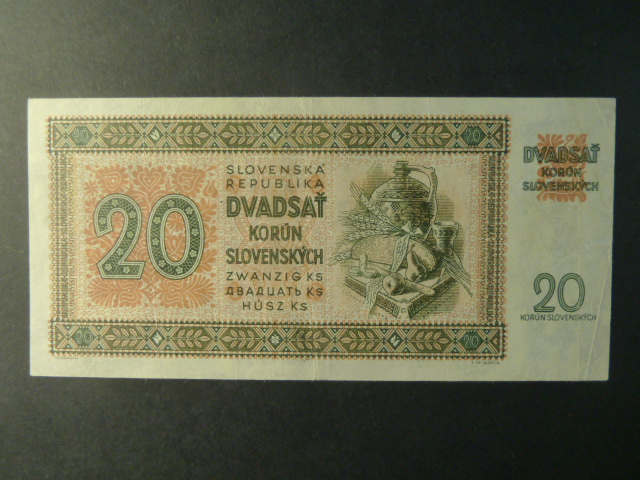 20
SLOVENSKÁ
REPUBLIKA
DVADSAŤ
KORÚN
SLOVENSKÝCH
ZWANZIG KS
ДВАДЦАТЬ KS
HÚSZ KS
DVADSAŤ
KORÚN
SLOVENSKÝCH
20
KORÚN SLOVENSKÝCH